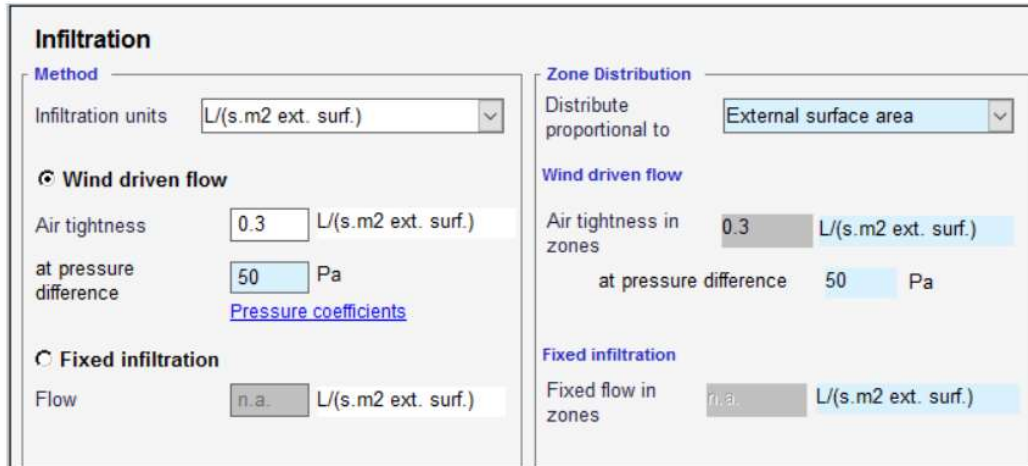 Infiltration
Method
Infiltration units L/(s.m2 ext. surf.)
Wind driven flow
Air tightness 0.3 L/(s.m2 ext. surf.)
at pressure
difference 50 Pa
Pressure coefficients
Fixed infiltration
Flow n.a. L/(s.m2 ext. surf.)
Zone Distribution
Distribute
proportional to External surface area
Wind driven flow
Air tightness in
zones 0.3 L/(s.m2 ext. surf.)
at pressure difference 50 Pa
Fixed infiltration
Fixed flow in
zones n.a. L/(s.m2 ext. surf.)